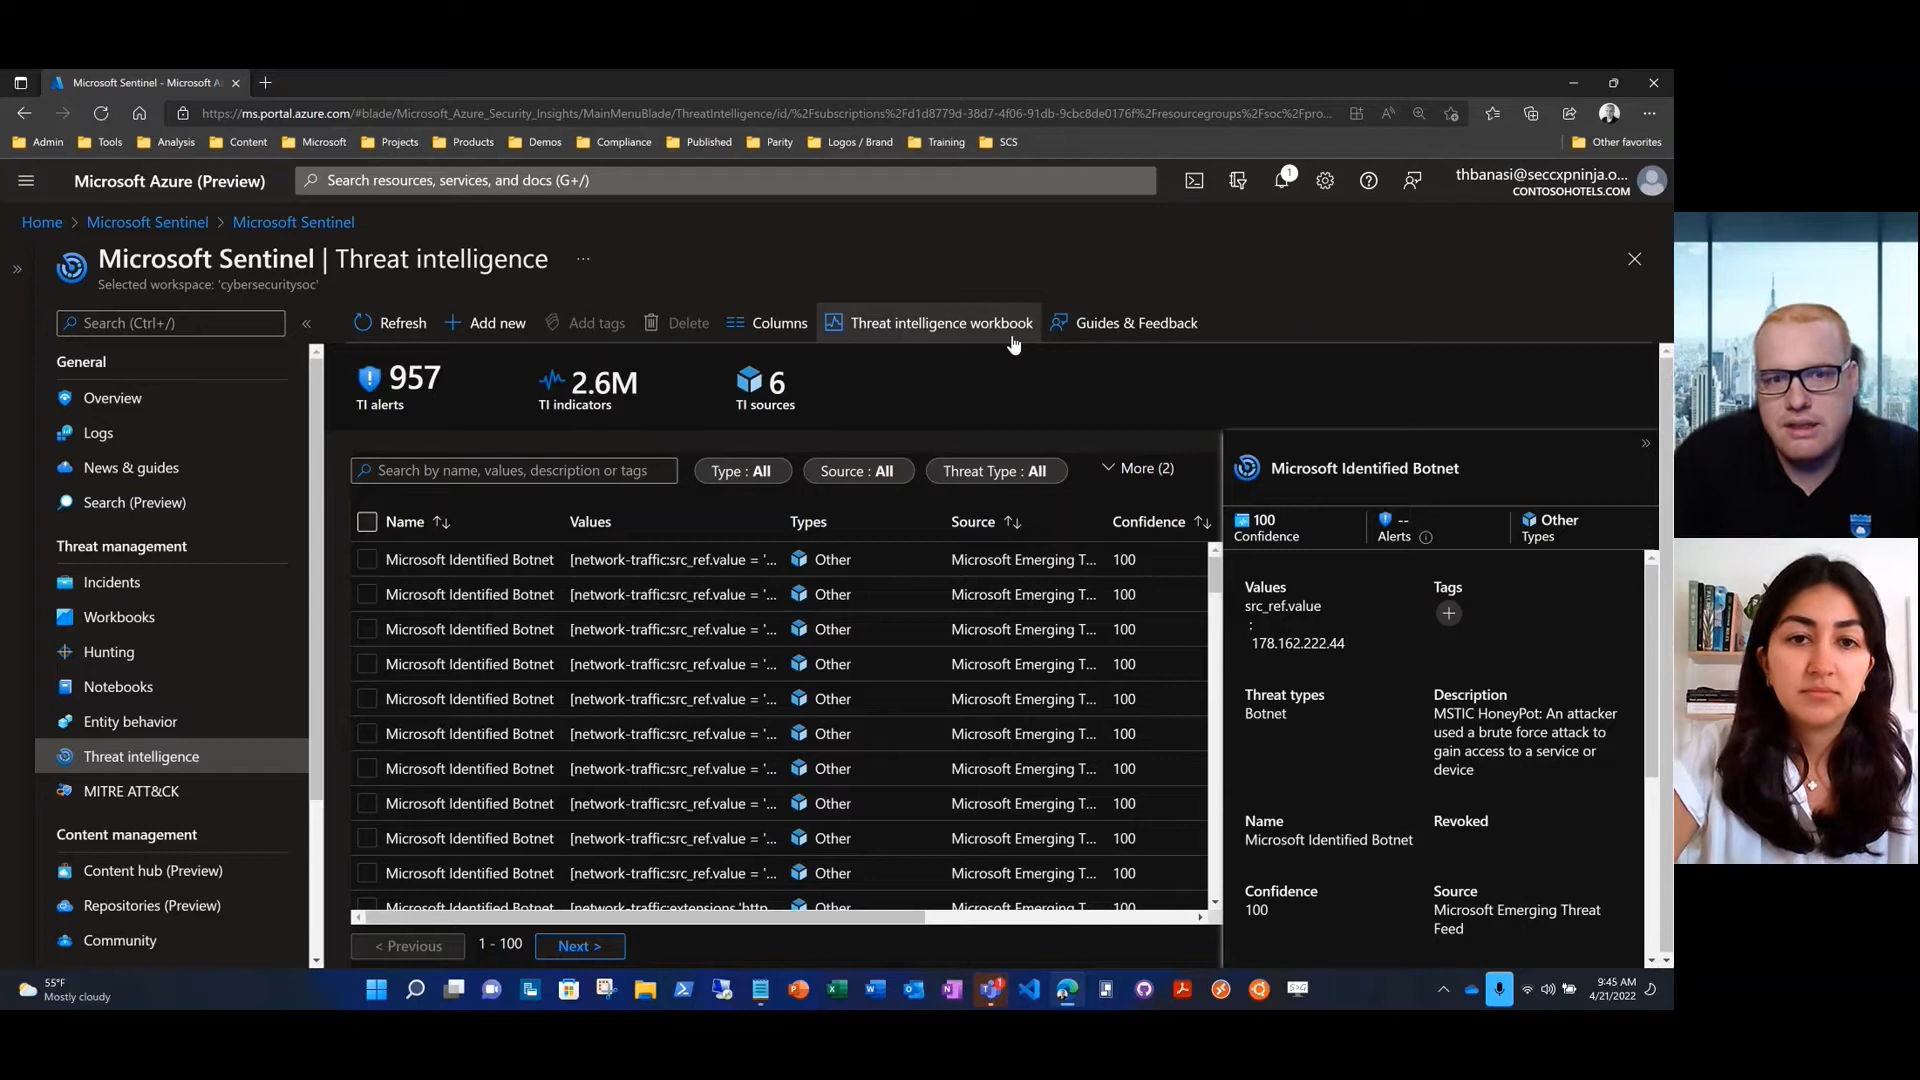 Microsoft Sentinel - Microsoft A
https://ms.portal.azure.com/#blade/Microsoft_Azure_Security_Insights/MainMenuBlade/ThreatIntelligence/id/%2Fsubscriptions%2Fd1d8779d-38d7-4f06-91db-9cbc8de0176f%2Fresourcegroups%2Fsoc%2Fpro...
Admin Tools Analysis Content Microsoft Projects Products Demos Compliance Published Parity Logos / Brand Training SCS Other favorites
Microsoft Azure (Preview)
Search resources, services, and docs (G+/)
1
thbanasi@seccxpninja.o...
CONTOSOHOTELS.COM
Home > Microsoft Sentinel > Microsoft Sentinel
Microsoft Sentinel | Threat intelligence ...
Selected workspace: 'cybersecuritysoc'
Search (Ctrl+/)
General
Overview
Logs
News & guides
Search (Preview)
Threat management
Incidents
Workbooks
Hunting
Notebooks
Entity behavior
Threat intelligence
MITRE ATT&CK
Content management
Content hub (Preview)
Repositories (Preview)
Community
Refresh Add new Add tags Delete Columns Threat intelligence workbook Guides & Feedback
957
TI alerts
2.6M
TI indicators
6
TI sources
Search by name, values, description or tags
Type : All Source : All Threat Type : All More (2)
Name Values Types Source Confidence
Microsoft Identified Botnet [network-traffic:src_ref.value = '... Other Microsoft Emerging T... 100
Microsoft Identified Botnet [network-traffic:src_ref.value = '... Other Microsoft Emerging T... 100
Microsoft Identified Botnet [network-traffic:src_ref.value = '... Other Microsoft Emerging T... 100
Microsoft Identified Botnet [network-traffic:src_ref.value = '... Other Microsoft Emerging T... 100
Microsoft Identified Botnet [network-traffic:src_ref.value = '... Other Microsoft Emerging T... 100
Microsoft Identified Botnet [network-traffic:src_ref.value = '... Other Microsoft Emerging T... 100
Microsoft Identified Botnet [network-traffic:src_ref.value = '... Other Microsoft Emerging T... 100
Microsoft Identified Botnet [network-traffic:src_ref.value = '... Other Microsoft Emerging T... 100
Microsoft Identified Botnet [network-traffic:src_ref.value = '... Other Microsoft Emerging T... 100
Microsoft Identified Botnet [network-traffic:src_ref.value = '... Other Microsoft Emerging T... 100
Microsoft Identified Botnet [network-traffic:extensions.'http... Other Microsoft Emerging T... 100
< Previous 1 - 100 Next >
Microsoft Identified Botnet
100
Confidence
--
Alerts
Other
Types
Values
src_ref.value
:
178.162.222.44
Tags
Threat types
Botnet
Description
MSTIC HoneyPot: An attacker
used a brute force attack to
gain access to a service or
device
Name
Microsoft Identified Botnet
Revoked
Confidence
100
Source
Microsoft Emerging Threat
Feed
55°F
Mostly cloudy
9:45 AM
4/21/2022